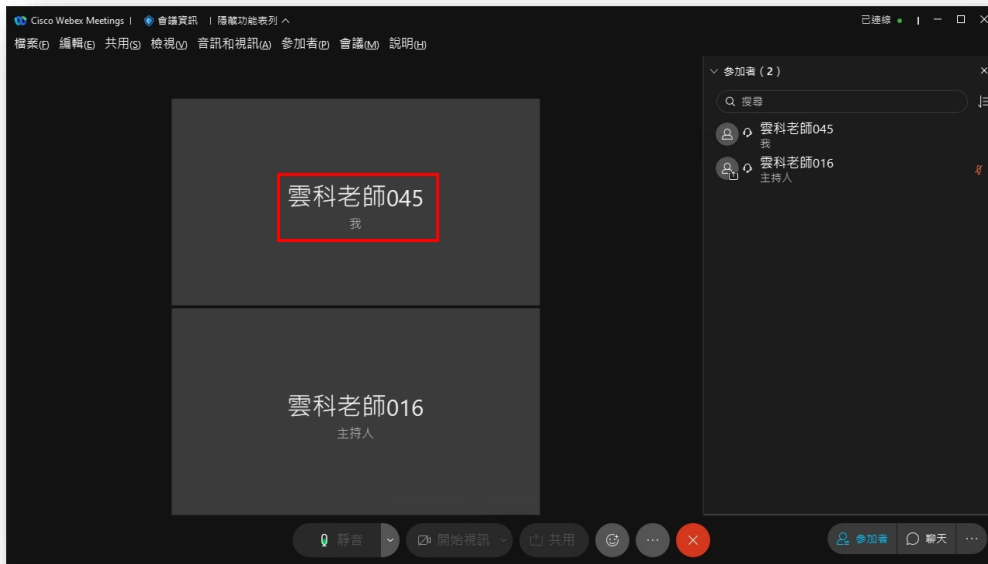 Cisco Webex Meetings | 會議資訊 | 隱藏功能表列 已連線
檔案(F) 編輯(E) 共用(S) 檢視(V) 音訊和視訊(A) 參加者(P) 會議(M) 說明(H)
參加者 ( 2 )
搜尋
雲科老師045
我
雲科老師016
主持人
雲科老師045
我
雲科老師016
主持人
靜音 開始視訊 共用 參加者 聊天